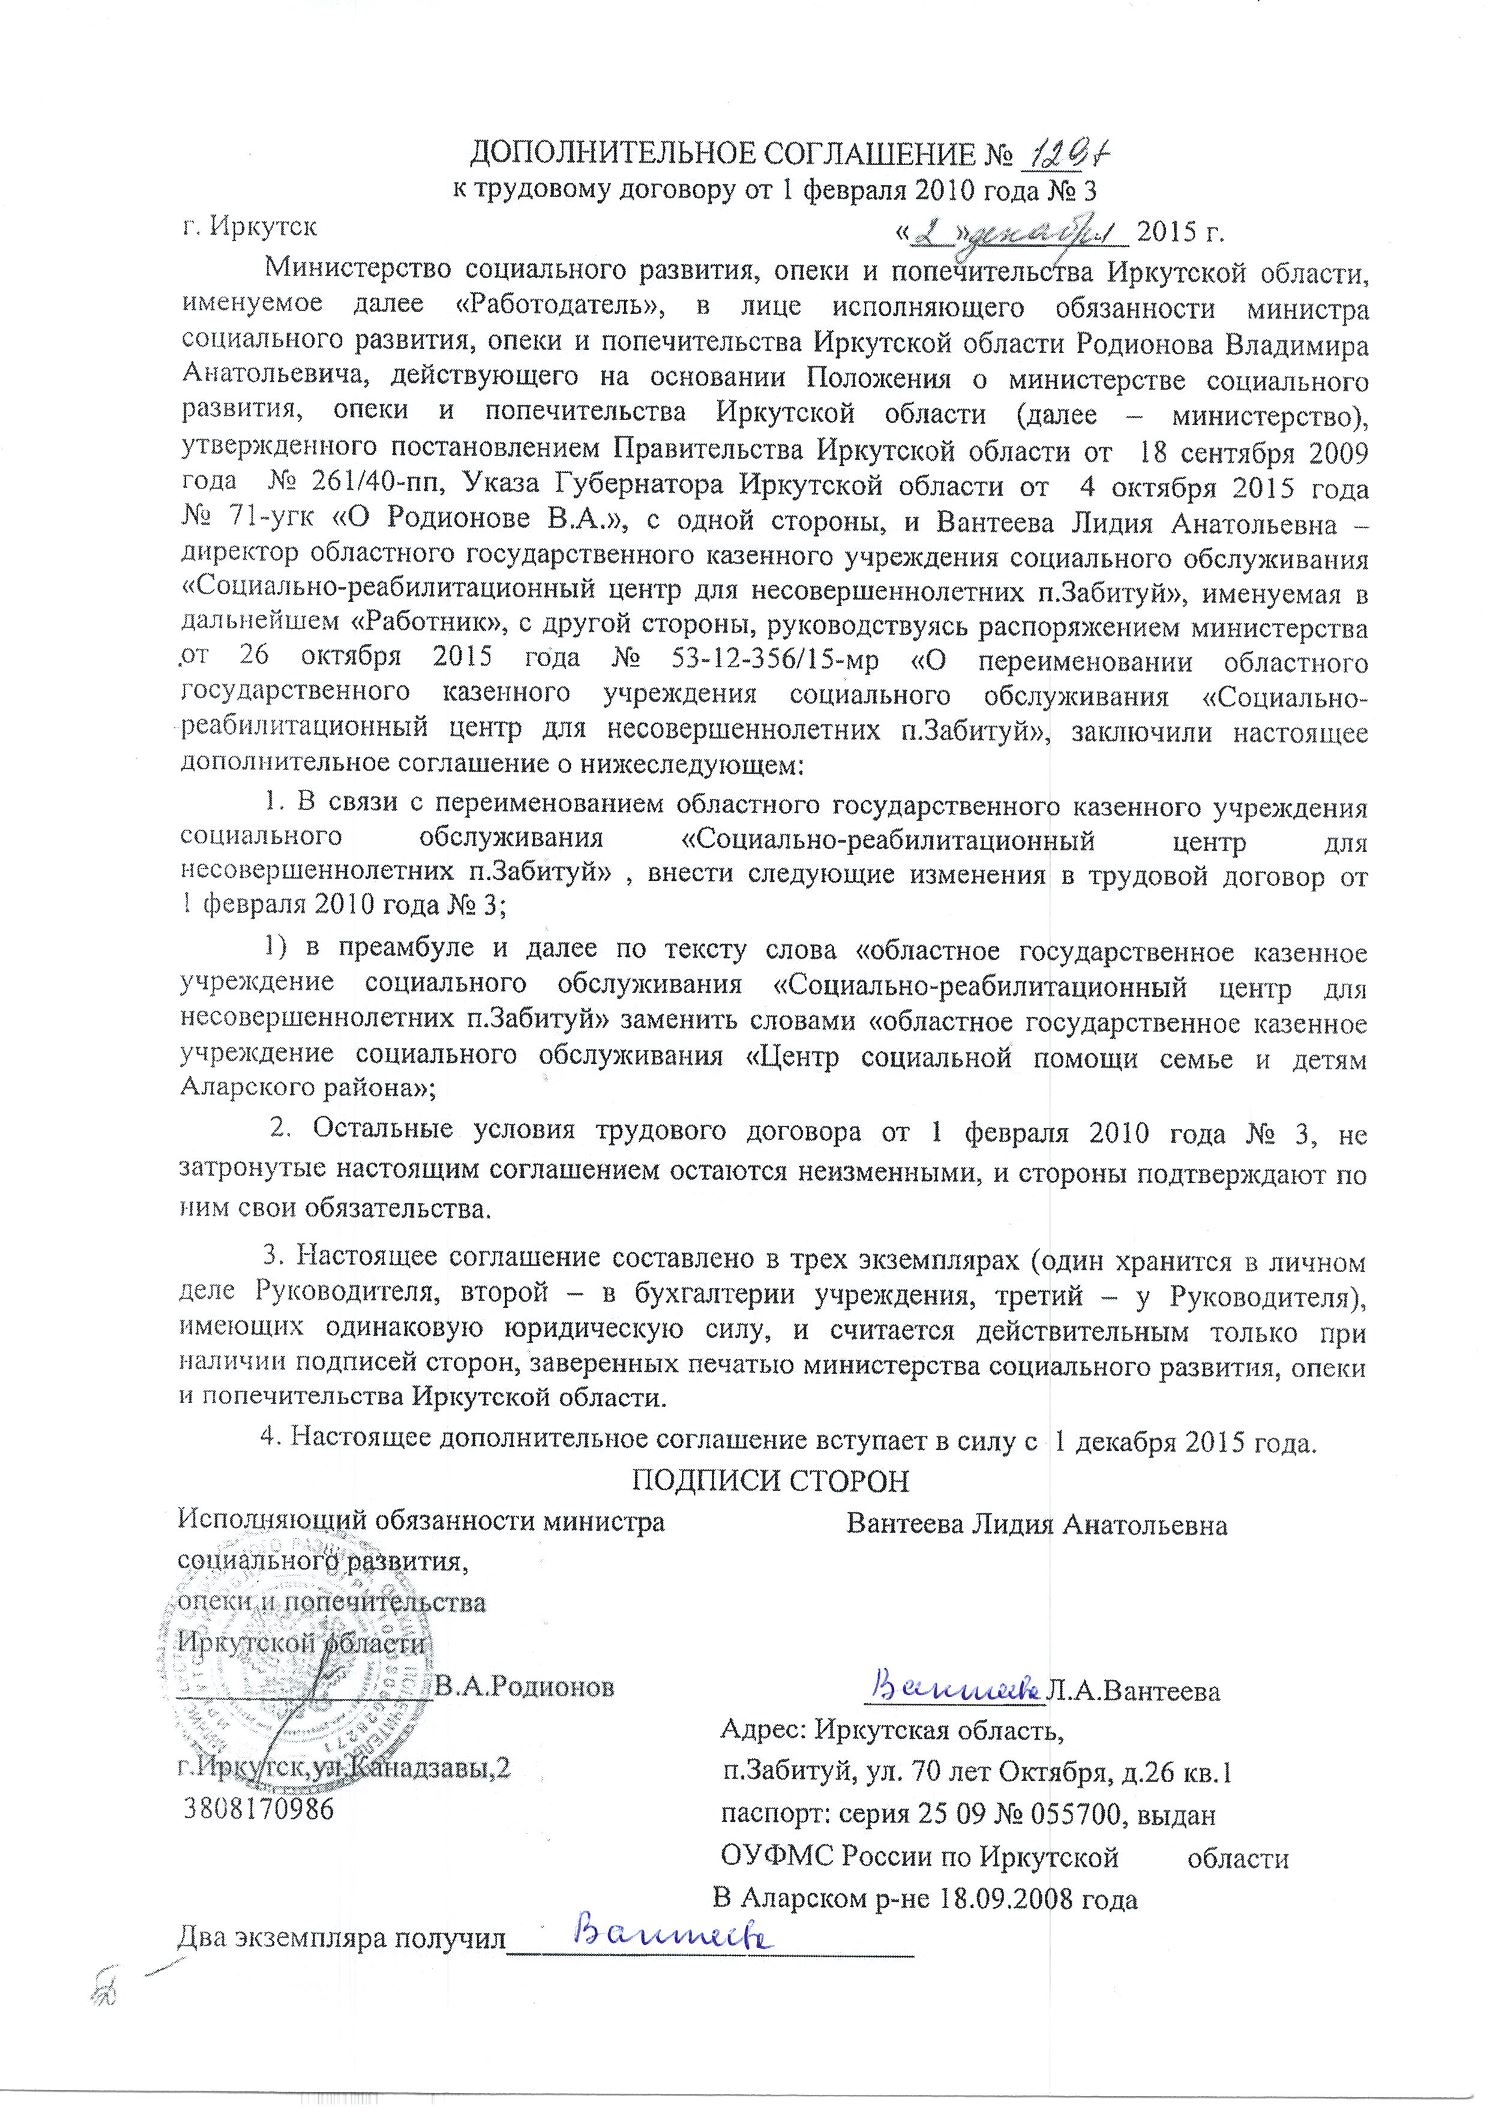 ДОПОЛНИТЕЛЬНОЕ СОГЛАШЕНИЕ №
к трудовому договору от 1 февраля 2010 года № 3
г. Иркутск «2» декабря 2015 г.
Министерство социального развития, опеки и попечительства Иркутской области,
именуемое далее «Работодатель», в лице исполняющего обязанности министра
социального развития, опеки и попечительства Иркутской области Родионова Владимира
Анатольевича, действующего на основании Положения о министерстве социального
развития, опеки и попечительства Иркутской области (далее – министерство),
утвержденного постановлением Правительства Иркутской области от 18 сентября 2009
года № 261/40-пп, Указа Губернатора Иркутской области от 4 октября 2015 года
№ 71-угк «О Родионове В.А.», с одной стороны, и Вантеева Лидия Анатольевна –
директор областного государственного казенного учреждения социального обслуживания
«Социально-реабилитационный центр для несовершеннолетних п.Забитуй», именуемая в
дальнейшем «Работник», с другой стороны, руководствуясь распоряжением министерства
от 26 октября 2015 года № 53-12-356/15-мр «О переименовании областного
государственного казенного учреждения социального обслуживания «Социально-
реабилитационный центр для несовершеннолетних п.Забитуй», заключили настоящее
дополнительное соглашение о нижеследующем:
1. В связи с переименованием областного государственного казенного учреждения
социального обслуживания «Социально-реабилитационный центр для
несовершеннолетних п.Забитуй» , внести следующие изменения в трудовой договор от
1 февраля 2010 года № 3;
1) в преамбуле и далее по тексту слова «областное государственное казенное
учреждение социального обслуживания «Социально-реабилитационный центр для
несовершеннолетних п.Забитуй» заменить словами «областное государственное казенное
учреждение социального обслуживания «Центр социальной помощи семье и детям
Аларского района»;
2. Остальные условия трудового договора от 1 февраля 2010 года № 3, не
затронутые настоящим соглашением остаются неизменными, и стороны подтверждают по
ним свои обязательства.
3. Настоящее соглашение составлено в трех экземплярах (один хранится в личном
деле Руководителя, второй – в бухгалтерии учреждения, третий – у Руководителя),
имеющих одинаковую юридическую силу, и считается действительным только при
наличии подписей сторон, заверенных печатью министерства социального развития, опеки
и попечительства Иркутской области.
4. Настоящее дополнительное соглашение вступает в силу с 1 декабря 2015 года.
ПОДПИСИ СТОРОН
Исполняющий обязанности министра
социального развития,
опеки и попечительства
Иркутской области
В.А.Родионов
г.Иркутск,ул.Канадзавы,2
3808170986
Вантеева Лидия Анатольевна
Вантеева Л.А.Вантеева
Адрес: Иркутская область,
п.Забитуй, ул. 70 лет Октября, д.26 кв.1
паспорт: серия 25 09 № 055700, выдан
ОУФМС России по Иркутской области
В Аларском р-не 18.09.2008 года
Два экземпляра получил Вантеева